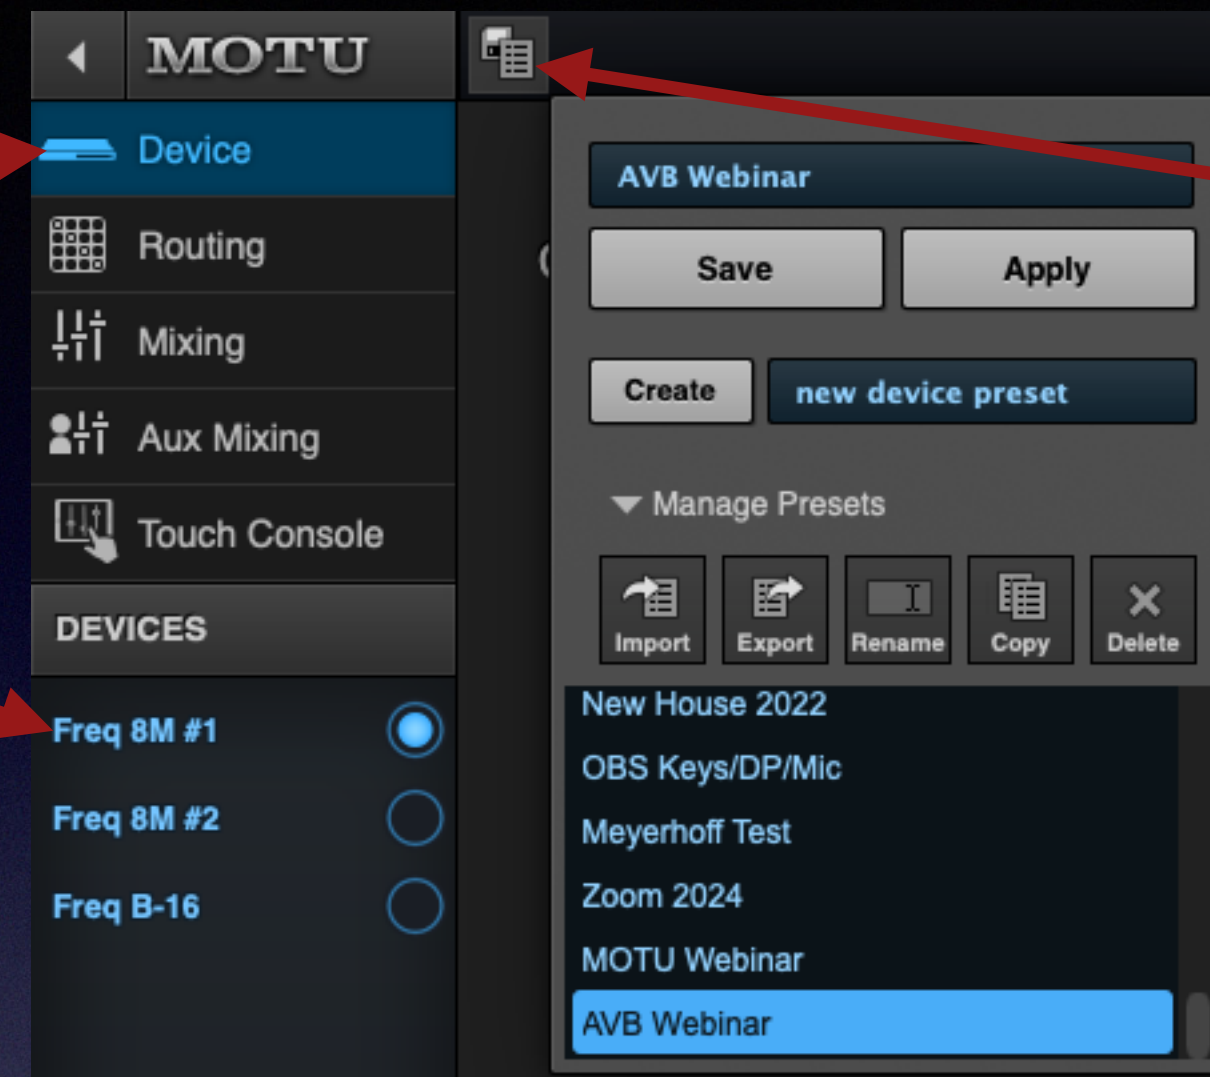 MOTU
Device
Routing
Mixing
Aux Mixing
Touch Console
DEVICES
Freq 8M #1
Freq 8M #2
Freq B-16
AVB Webinar
Save
Apply
Create
new device preset
Manage Presets
Import
Export
Rename
Copy
Delete
New House 2022
OBS Keys/DP/Mic
Meyerhoff Test
Zoom 2024
MOTU Webinar
AVB Webinar